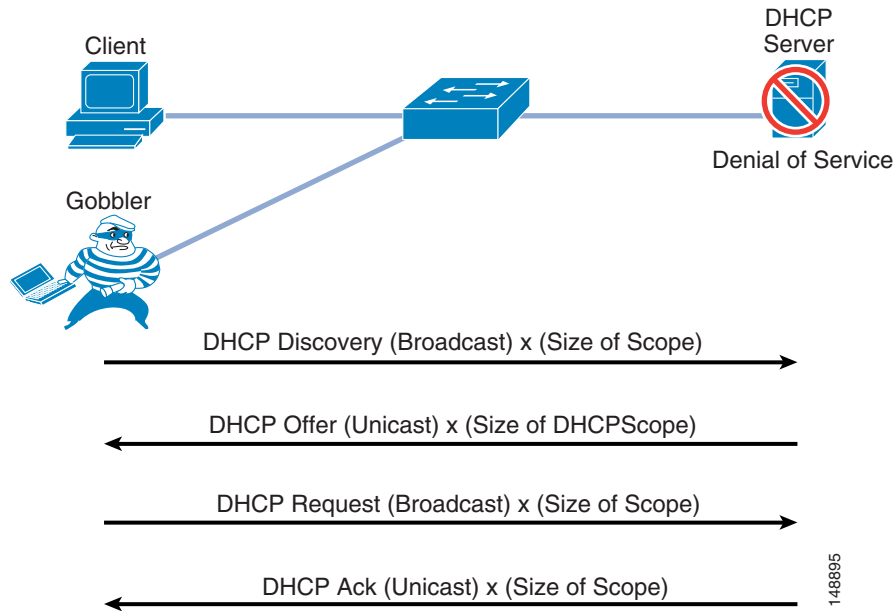 Client
DHCP
Server
Denial of Service
Gobbler
DHCP Discovery (Broadcast) x (Size of Scope)
DHCP Offer (Unicast) x (Size of DHCPScope)
DHCP Request (Broadcast) x (Size of Scope)
DHCP Ack (Unicast) x (Size of Scope)
148895